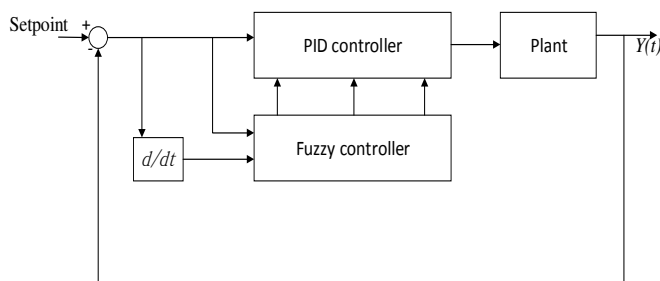 Setpoint
+
-
PID controller
Plant
Y(t)
Fuzzy controller
d/dt